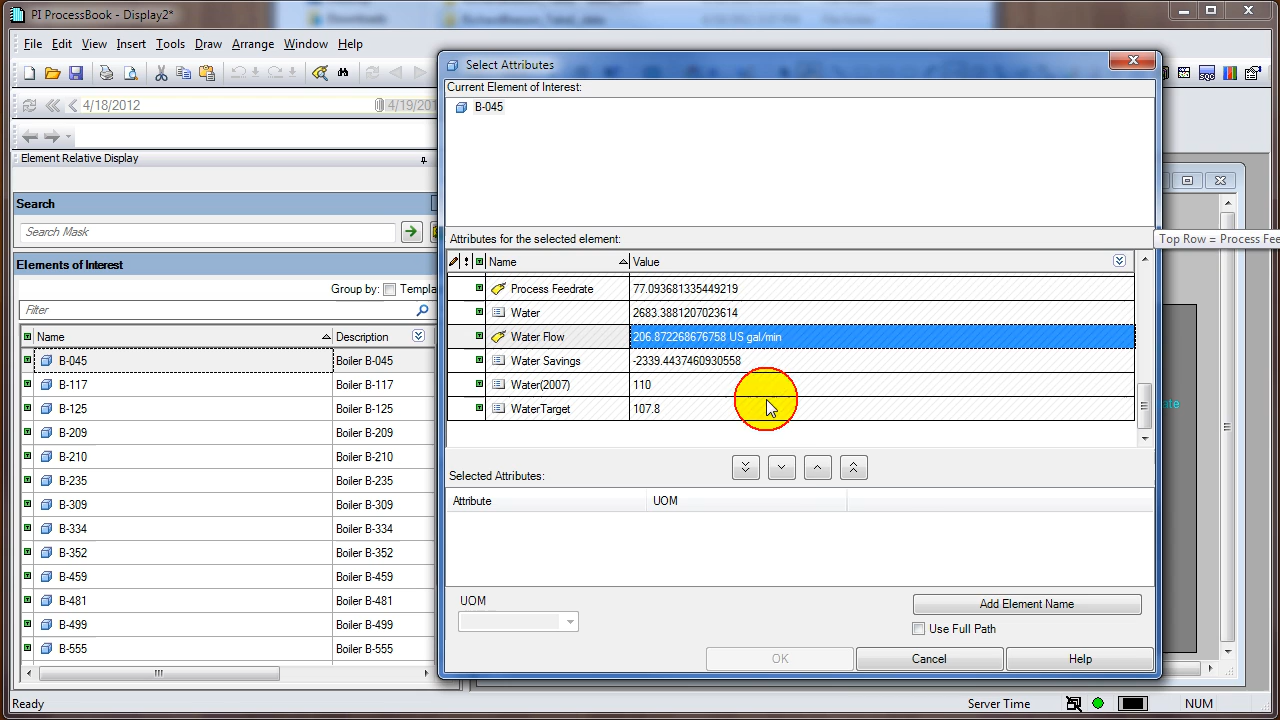 PI ProcessBook - Display2*
Downloads
File Edit View Insert Tools Draw Arrange Window Help
4/18/2012
4/19/201
Element Relative Display
Search
Search Mask
Elements of Interest
Group by: Templa
Filter
Name Description
B-045 Boiler B-045
B-117 Boiler B-117
B-125 Boiler B-125
B-209 Boiler B-209
B-210 Boiler B-210
B-235 Boiler B-235
B-309 Boiler B-309
B-334 Boiler B-334
B-352 Boiler B-352
B-459 Boiler B-459
B-481 Boiler B-481
B-499 Boiler B-499
B-555 Boiler B-555
Select Attributes
Current Element of Interest:
B-045
Attributes for the selected element:
Name Value
Process Feedrate 77.093681335449219
Water 2683.3881207023614
Water Flow 206.872268676758 US gal/min
Water Savings -2339.4437460930558
Water(2007) 110
WaterTarget 107.8
Selected Attributes:
Attribute UOM
UOM
Add Element Name
Use Full Path
OK Cancel Help
SQC
Top Row = Process Fee
ate
Ready Server Time NUM